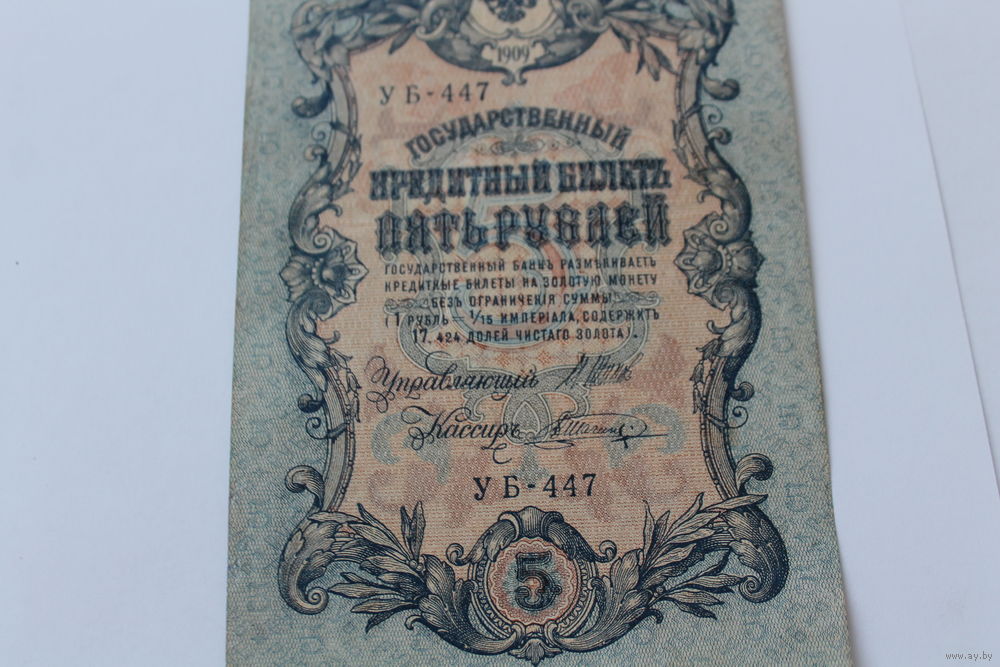 1909
УБ-447
ГОСУДАРСТВЕННЫЙ
КРЕДИТНЫЙ БИЛЕТЪ
ПЯТЬ РУБЛЕЙ
ГОСУДАРСТВЕННЫЙ БАНКЪ РАЗМѢНИВАЕТЪ
КРЕДИТНЫЕ БИЛЕТЫ НА ЗОЛОТУЮ МОНЕТУ
БЕЗЪ ОГРАНИЧЕНІЯ СУММЫ
(1 РУБЛЬ = 1/15 ИМПЕРІАЛА, СОДЕРЖИТЪ
17.424 ДОЛЕЙ ЧИСТАГО ЗОЛОТА).
Управляющій
Кассиръ
УБ-447
5
www.ay.by